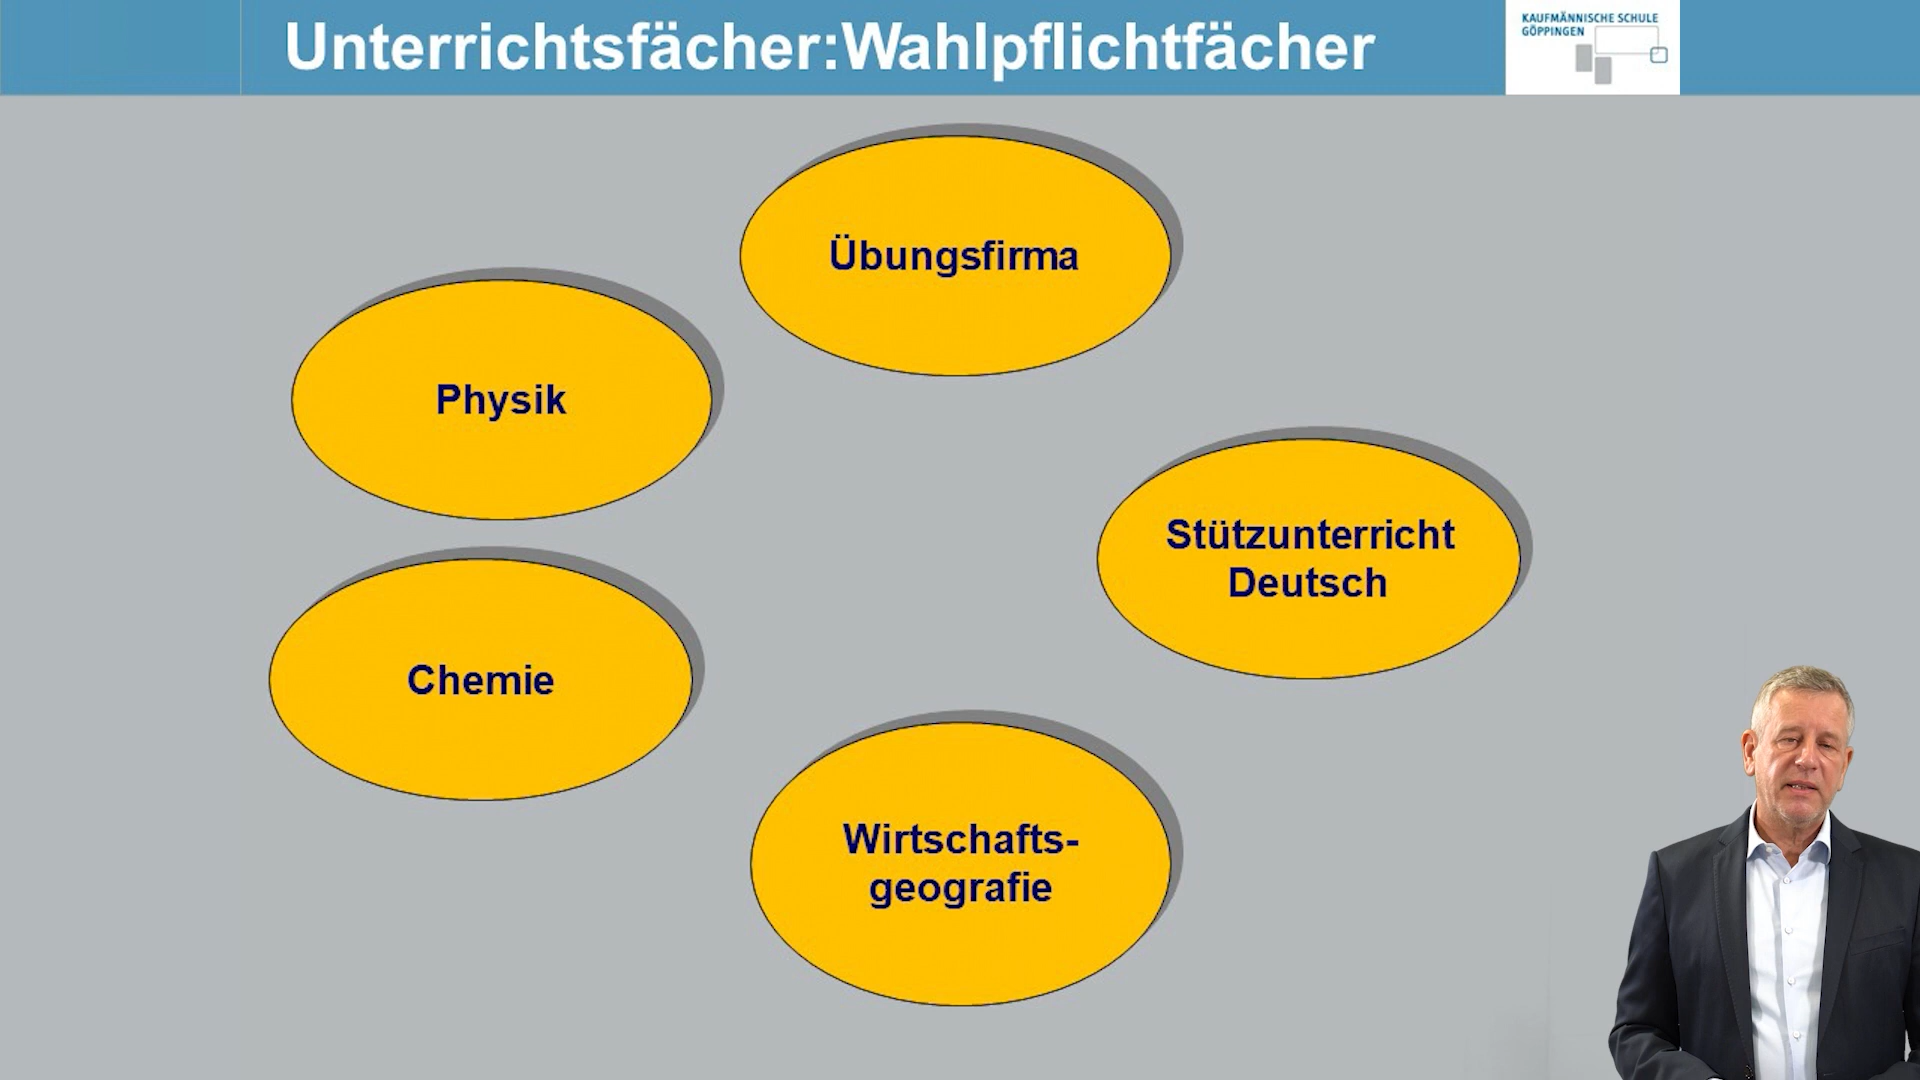 Unterrichtsfächer:Wahlpflichtfächer
KAUFMÄNNISCHE SCHULE
GÖPPINGEN
Übungsfirma
Physik
Stützunterricht
Deutsch
Chemie
Wirtschafts-
geografie